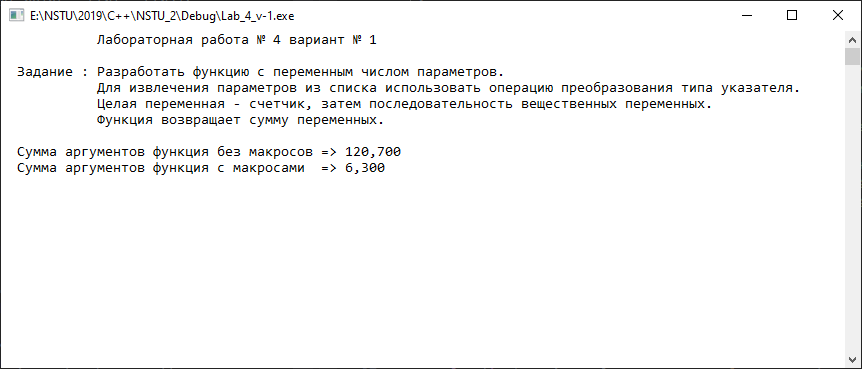 E:\NSTU\2019\C++\NSTU_2\Debug\Lab_4_v-1.exe
Лабораторная работа № 4 вариант № 1
Задание : Разработать функцию с переменным числом параметров.
Для извлечения параметров из списка использовать операцию преобразования типа указателя.
Целая переменная - счетчик, затем последовательность вещественных переменных.
Функция возвращает сумму переменных.
Сумма аргументов функция без макросов => 120,700
Сумма аргументов функция с макросами => 6,300